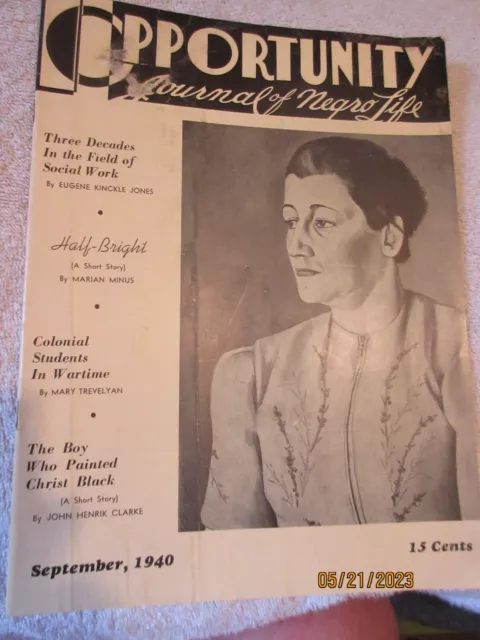 OPPORTUNITY
Journal of Negro Life
Three Decades
In the Field of
Social Work
By EUGENE KINCKLE JONES
Half-Bright
(A Short Story)
By MARIAN MINUS
Colonial
Students
In Wartime
By MARY TREVELYAN
The Boy
Who Painted
Christ Black
(A Short Story)
By JOHN HENRIK CLARKE
September, 1940
15 Cents
05/21/2023